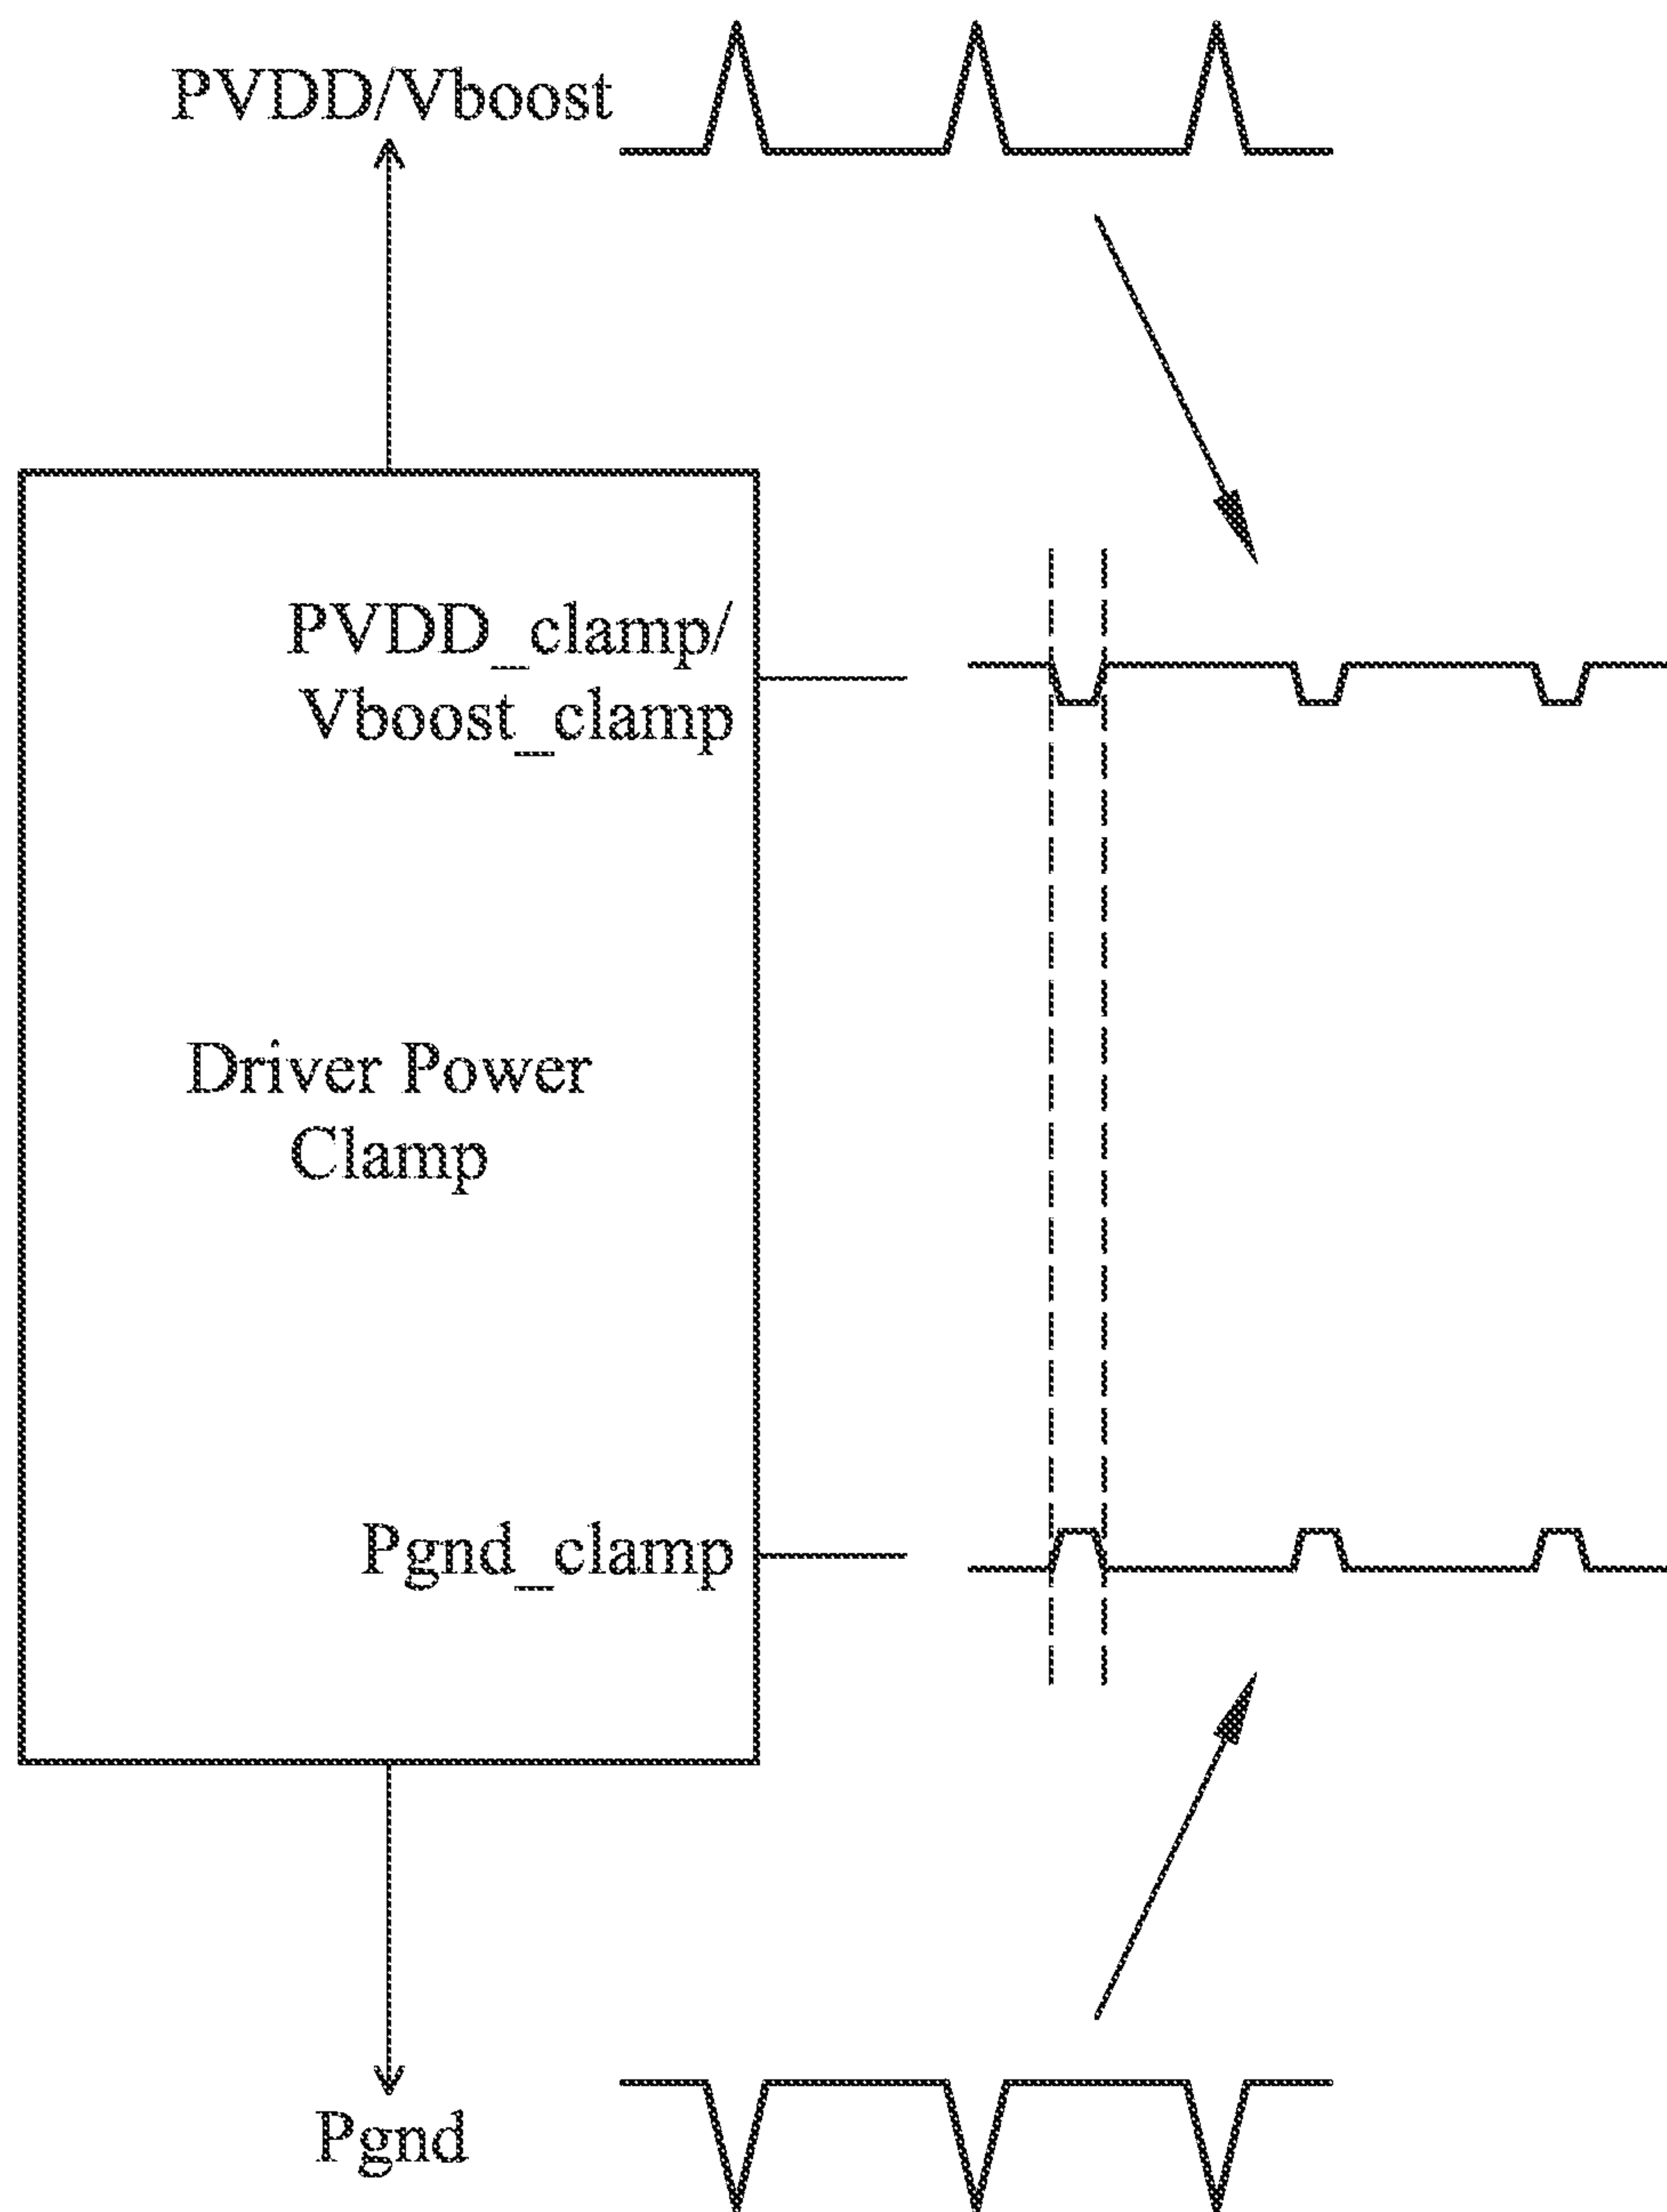 PVDD/Vboost
PVDD_clamp/
Vboost_clamp
Driver Power
Clamp
Pgnd_clamp
Pgnd